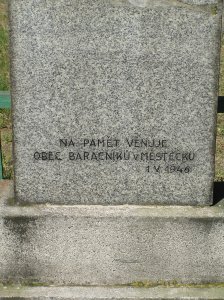 NA PAMĚŤ VĚNUJE
OBEC BARÁČNÍKŮ V MĚSTEČKU
1.V.1946